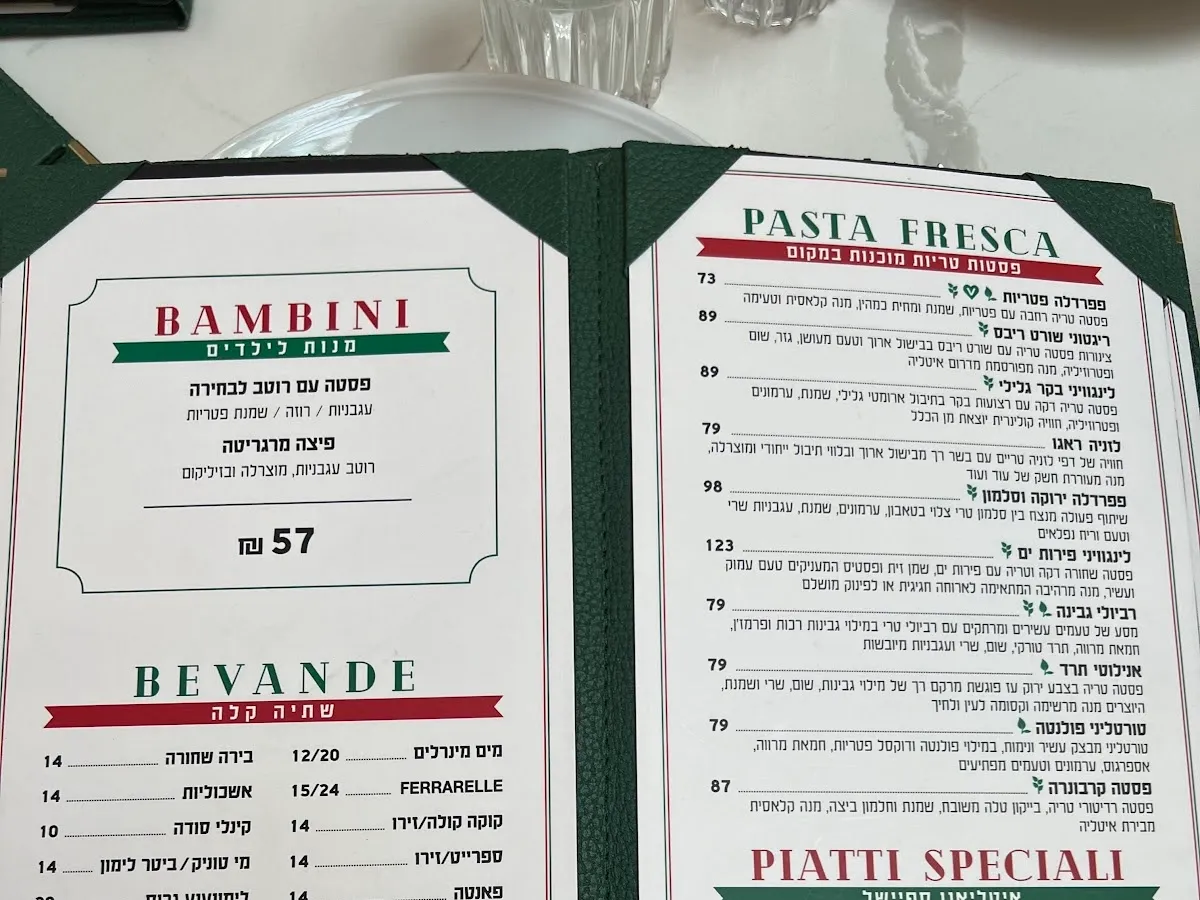 BAMBINI
מנות לילדים
פסטה עם רוטב לבחירה
עגבניות / רוזה / שמנת פטריות
פיצה מרגריטה
רוטב עגבניות, מוצרלה ובזיליקום
57 ₪
BEVANDE
שתיה קלה
מים מינרלים 12/20
FERRARELLE 15/24
קוקה קולה/זירו 14
ספרייט/זירו 14
פאנטה 14
בירה שחורה 14
אשכוליות 14
קינלי סודה 10
מי טוניק / ביטר לימון 14
PASTA FRESCA
פסטות טריות מוכנות במקום
פפרדלה פטריות 73
פסטה טריה רחבה עם פטריות, שמנת ומחית כמהין, מנה קלאסית וטעימה
ריגטוני שורט ריבס 89
צינורות פסטה טריה עם שורט ריבס בבישול ארוך וטעם מעושן, גזר, שום
ופטרוזיליה, מנה מפורסמת מדרום איטליה
לינגוויני בקר גלילי 89
פסטה טריה דקה עם רצועות בקר בתיבול ארומטי גלילי, שמנת, ערמונים
ופטרוזיליה, חוויה קולינרית יוצאת מן הכלל
לזניה ראגו 79
חוויה של דפי לזניה טריים עם בשר רך מבישול ארוך ובלווי תיבול ייחודי ומוצרלה,
מנה מעוררת חשק של עוד ועוד
פפרדלה ירוקה וסלמון 98
שיתוף פעולה מנצח בין סלמון טרי צלוי בטאבון, ערמונים, שמנת, עגבניות שרי
וטעם וריח נפלאים
לינגוויני פירות ים 123
פסטה שחורה דקה וטריה עם פירות ים, שמן זית ופסטיס המעניקים טעם עמוק
ועשיר, מנה מרהיבה המתאימה לארוחה חגיגית או לפינוק מושלם
רביולי גבינה 79
מסע של טעמים עשירים ומרתקים עם רביולי טרי במילוי גבינות רכות ופרמז'ן,
חמאת מרווה, תרד טורקי, שום, שרי ועגבניות מיובשות
אנילוטי תרד 79
פסטה טריה בצבע ירוק עז פוגשת מרקם רך של מילוי גבינות, שום, שרי ושמנת,
היוצרים מנה מרשימה וקסומה לעין ולחיך
טורטליני פולנטה 79
טורטליני מבצק עשיר ונימוח, במילוי פולנטה ודוקסל פטריות, חמאת מרווה,
אספרגוס, ערמונים וטעמים מפתיעים
פסטה קרבונרה 87
פסטה רדיטורי טריה, בייקון טלה משובח, שמנת וחלמון ביצה, מנה קלאסית
מבירת איטליה
PIATTI SPECIALI
איטליאנו ספיישל